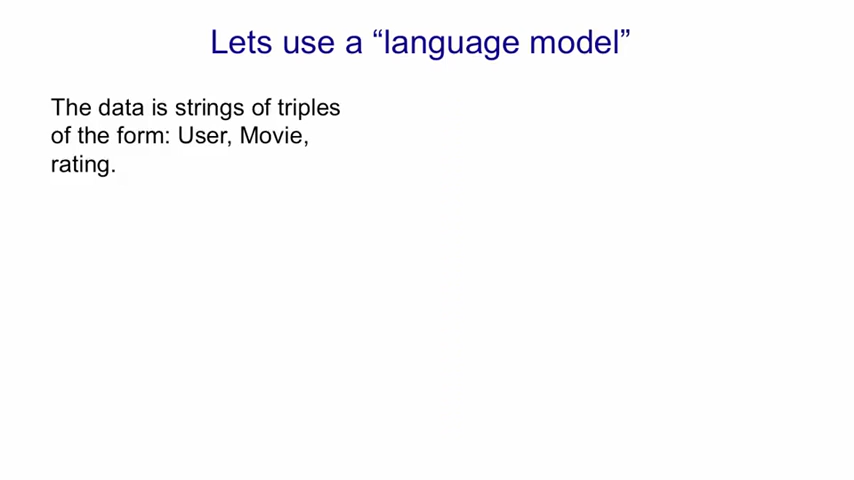 Lets use a “language model”
The data is strings of triples
of the form: User, Movie,
rating.